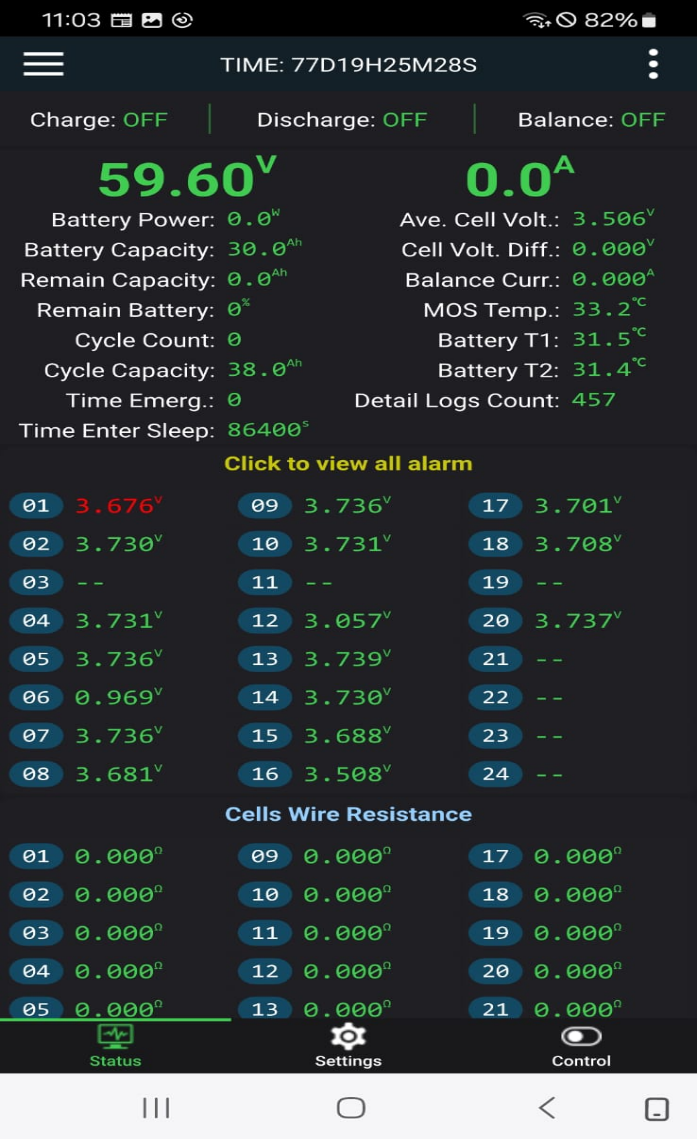 11:03 82%
TIME: 77D19H25M28S
Charge: OFF Discharge: OFF Balance: OFF
59.60V 0.0A
Battery Power: 0.0W Ave. Cell Volt.: 3.506V
Battery Capacity: 30.0Ah Cell Volt. Diff.: 0.000V
Remain Capacity: 0.0Ah Balance Curr.: 0.000A
Remain Battery: 0% MOS Temp.: 33.2°C
Cycle Count: 0 Battery T1: 31.5°C
Cycle Capacity: 38.0Ah Battery T2: 31.4°C
Time Emerg.: 0 Detail Logs Count: 457
Time Enter Sleep: 86400s
Click to view all alarm
01 3.676V 09 3.736V 17 3.701V
02 3.730V 10 3.731V 18 3.708V
03 -- 11 -- 19 --
04 3.731V 12 3.057V 20 3.737V
05 3.736V 13 3.739V 21 --
06 0.969V 14 3.730V 22 --
07 3.736V 15 3.688V 23 --
08 3.681V 16 3.508V 24 --
Cells Wire Resistance
01 0.000Ω 09 0.000Ω 17 0.000Ω
02 0.000Ω 10 0.000Ω 18 0.000Ω
03 0.000Ω 11 0.000Ω 19 0.000Ω
04 0.000Ω 12 0.000Ω 20 0.000Ω
05 0.000Ω 13 0.000Ω 21 0.000Ω
Status Settings Control